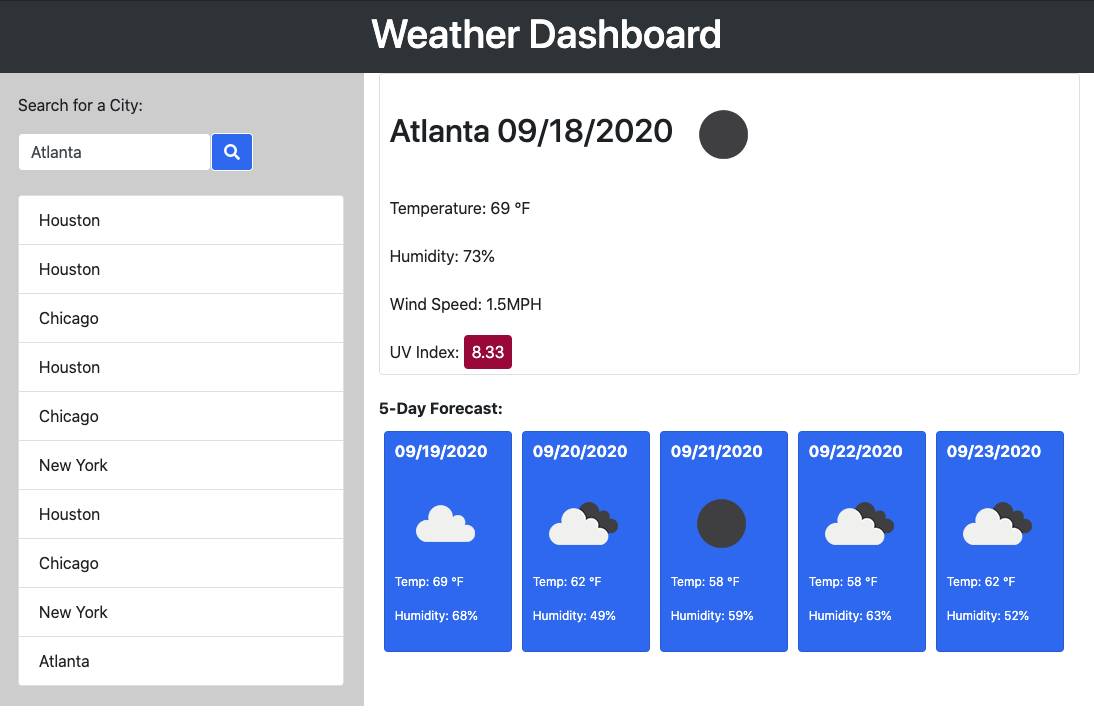 Weather Dashboard
Search for a City:
Atlanta
Houston
Houston
Chicago
Houston
Chicago
New York
Houston
Chicago
New York
Atlanta
Atlanta 09/18/2020
Temperature: 69 °F
Humidity: 73%
Wind Speed: 1.5MPH
UV Index: 8.33
5-Day Forecast:
09/19/2020
Temp: 69 °F
Humidity: 68%
09/20/2020
Temp: 62 °F
Humidity: 49%
09/21/2020
Temp: 58 °F
Humidity: 59%
09/22/2020
Temp: 58 °F
Humidity: 63%
09/23/2020
Temp: 62 °F
Humidity: 52%